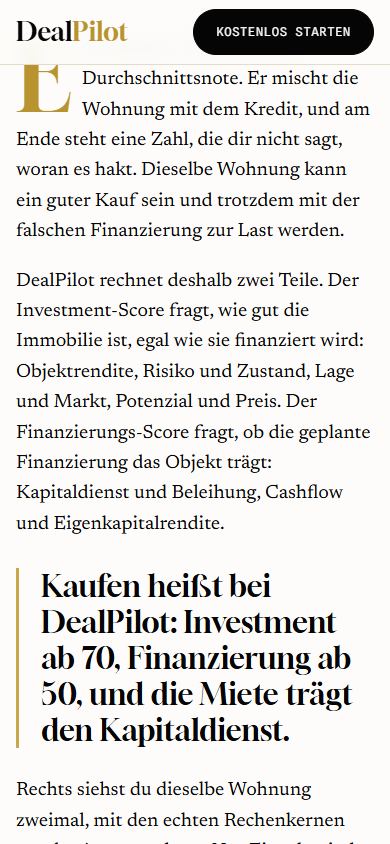 DealPilot
KOSTENLOS STARTEN
E
Durchschnittsnote. Er mischt die
Wohnung mit dem Kredit, und am
Ende steht eine Zahl, die dir nicht sagt,
woran es hakt. Dieselbe Wohnung kann
ein guter Kauf sein und trotzdem mit der
falschen Finanzierung zur Last werden.
DealPilot rechnet deshalb zwei Teile. Der
Investment-Score fragt, wie gut die
Immobilie ist, egal wie sie finanziert wird:
Objektrendite, Risiko und Zustand, Lage
und Markt, Potenzial und Preis. Der
Finanzierungs-Score fragt, ob die geplante
Finanzierung das Objekt trägt:
Kapitaldienst und Beleihung, Cashflow
und Eigenkapitalrendite.
Kaufen heißt bei
DealPilot: Investment
ab 70, Finanzierung ab
50, und die Miete trägt
den Kapitaldienst.
Rechts siehst du dieselbe Wohnung
zweimal, mit den echten Rechenkernen